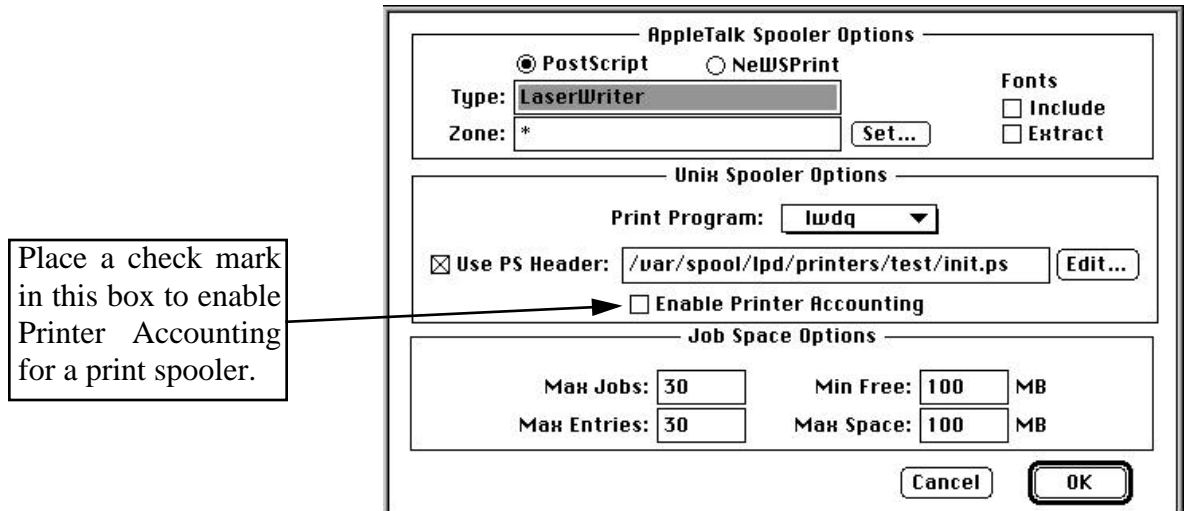 AppleTalk Spooler Options
PostScript NeWSPrint
Fonts
Type: LaserWriter
Include
Zone: * Set...
Extract
Unix Spooler Options
Print Program: lwdq
Use PS Header: /var/spool/lpd/printers/test/init.ps Edit...
Enable Printer Accounting
Place a check mark
in this box to enable
Printer Accounting
for a print spooler.
Job Space Options
Max Jobs: 30 Min Free: 100 MB
Max Entries: 30 Max Space: 100 MB
Cancel OK